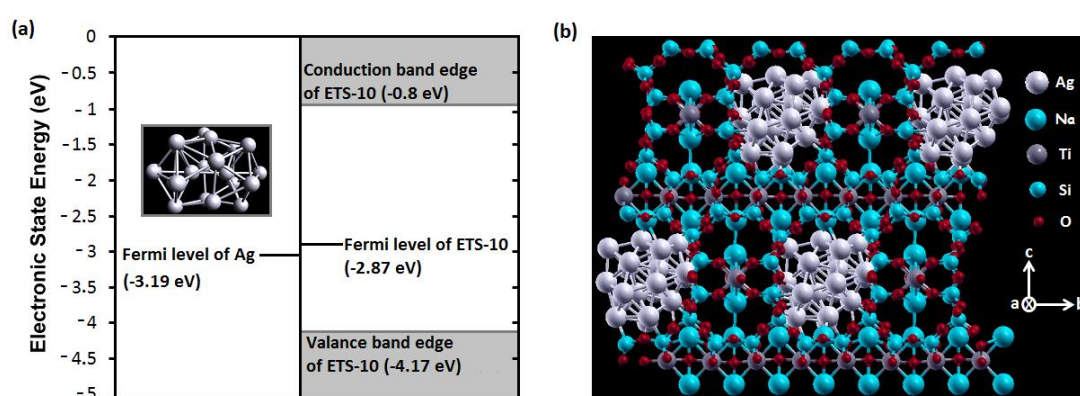 (a)
Electronic State Energy (eV)
0
- 0.5
-1
-1.5
-2
-2.5
-3
-3.5
-4
-4.5
-5
Conduction band edge
of ETS-10 (-0.8 eV)
Fermi level of Ag
(-3.19 eV)
Fermi level of ETS-10
(-2.87 eV)
Valance band edge
of ETS-10 (-4.17 eV)
(b)
Ag
Na
Ti
Si
O
c
a
b